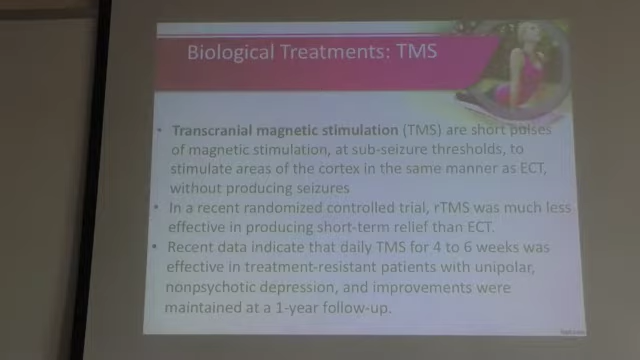 Biological Treatments: TMS
• Transcranial magnetic stimulation (TMS) are short pulses
of magnetic stimulation, at sub-seizure thresholds, to
stimulate areas of the cortex in the same manner as ECT,
without producing seizures
• In a recent randomized controlled trial, rTMS was much less
effective in producing short-term relief than ECT.
• Recent data indicate that daily TMS for 4 to 6 weeks was
effective in treatment-resistant patients with unipolar,
nonpsychotic depression, and improvements were
maintained at a 1-year follow-up.